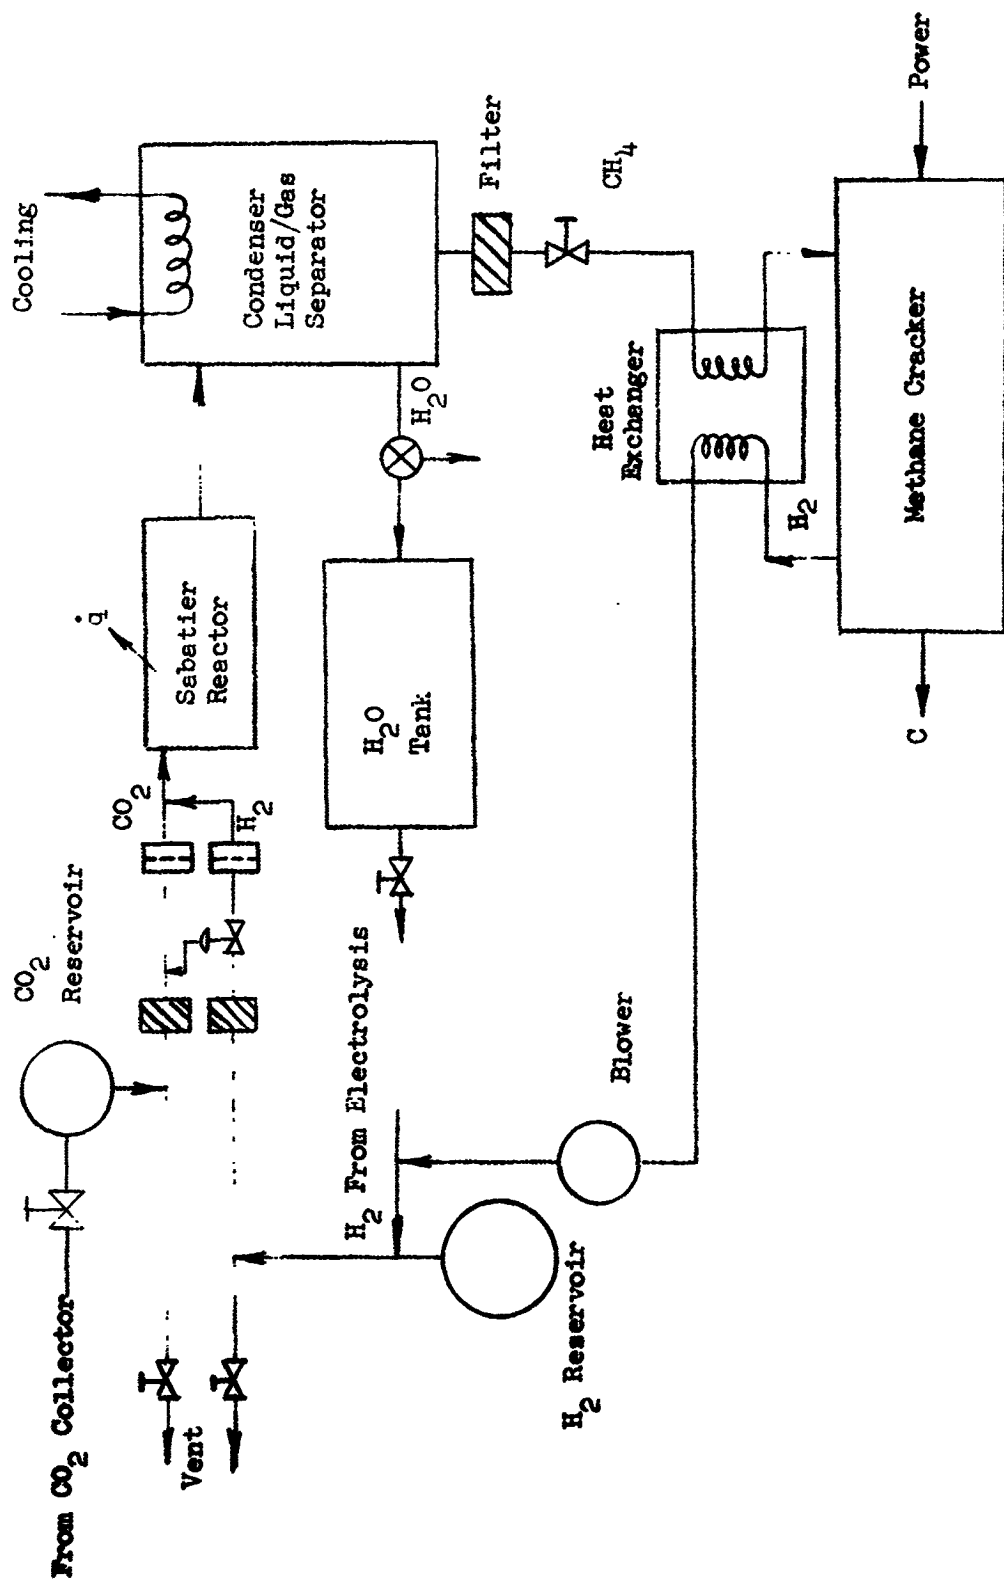 From CO2 Collector
CO2
Reservoir
Vent
CO2
H2
q̇
Sabatier
Reactor
Cooling
Condenser
Liquid/Gas
Separator
H2O
H2O
Tank
Filter
CH4
H2 From Electrolysis
H2 Reservoir
Blower
Heat
Exchanger
H2
Methane Cracker
Power
C